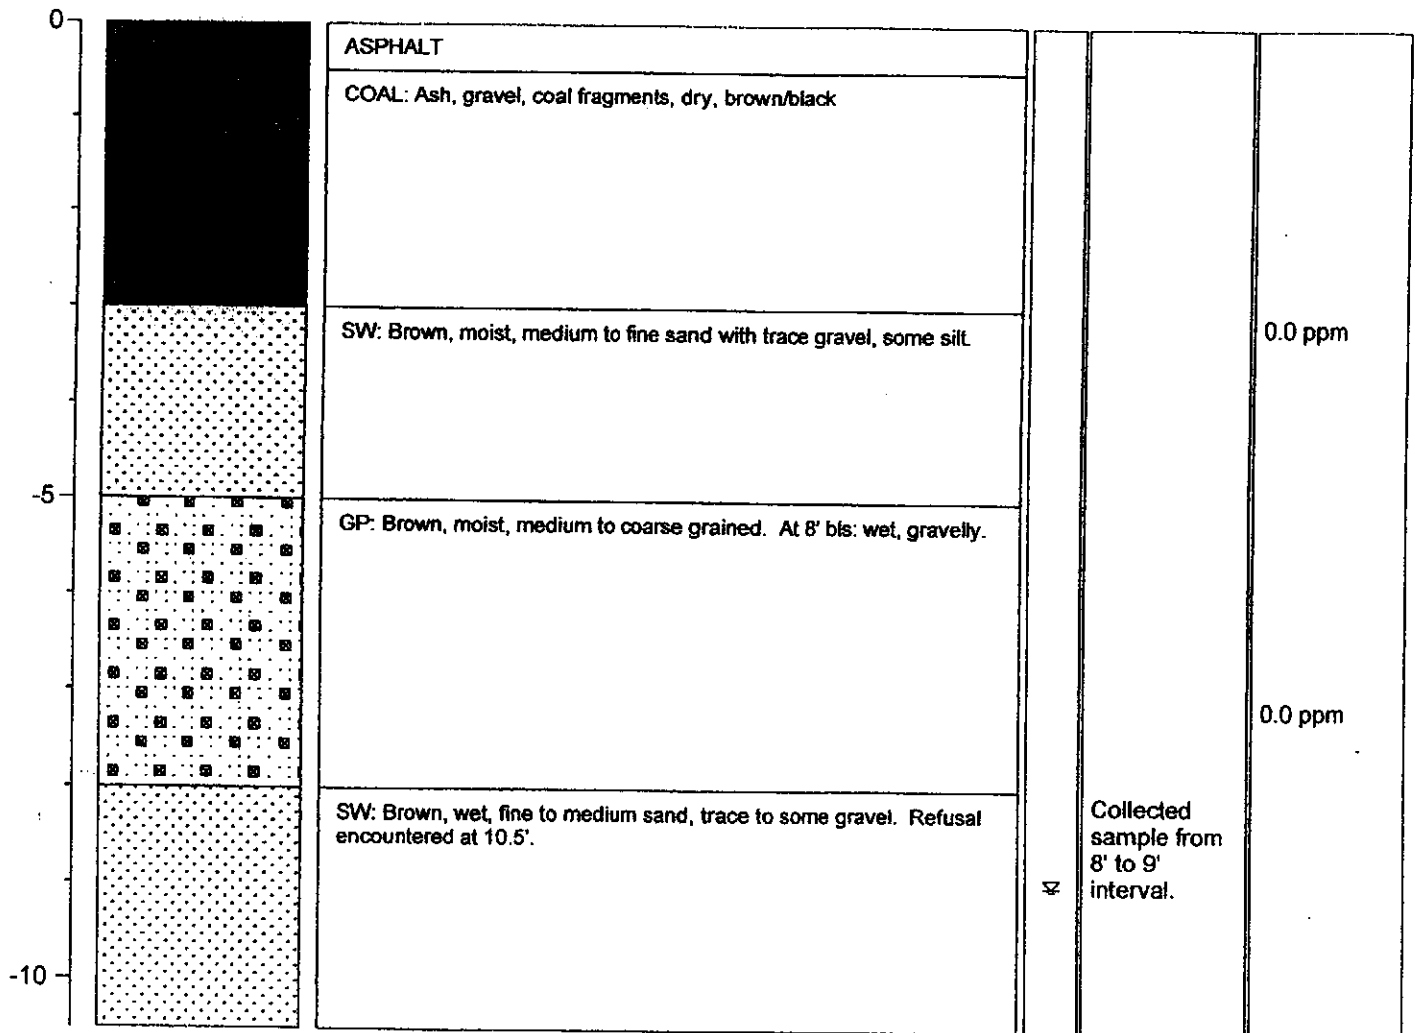 0
ASPHALT
COAL: Ash, gravel, coal fragments, dry, brown/black
SW: Brown, moist, medium to fine sand with trace gravel, some silt.
0.0 ppm
-5
GP: Brown, moist, medium to coarse grained. At 8' bls: wet, gravelly.
0.0 ppm
SW: Brown, wet, fine to medium sand, trace to some gravel. Refusal
encountered at 10.5'.
Collected
sample from
8' to 9'
interval.
-10